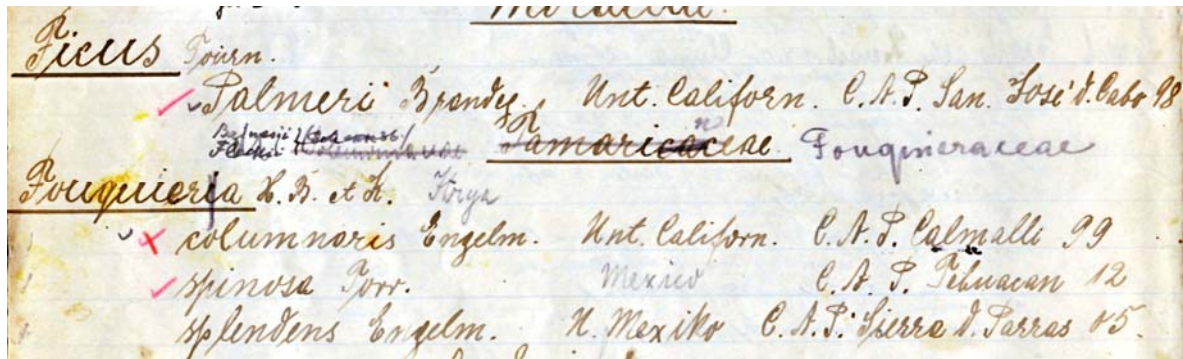 Moraceae.
Ficus Tourn.
Palmeri Brandeg. Unt. Californ. C. A. P. San. José d. Cabo 98
Tamaricaceae. Fouquieraceae
Fouquieria H. B. et K.
columnaris Engelm. Unt. Californ. C. A. P. Calmalli 99
spinosa Torr. Mexico C. A. P. Tehuacan 12
splendens Engelm. N. Mexiko C. A. P. Sierra d. Parras 05.